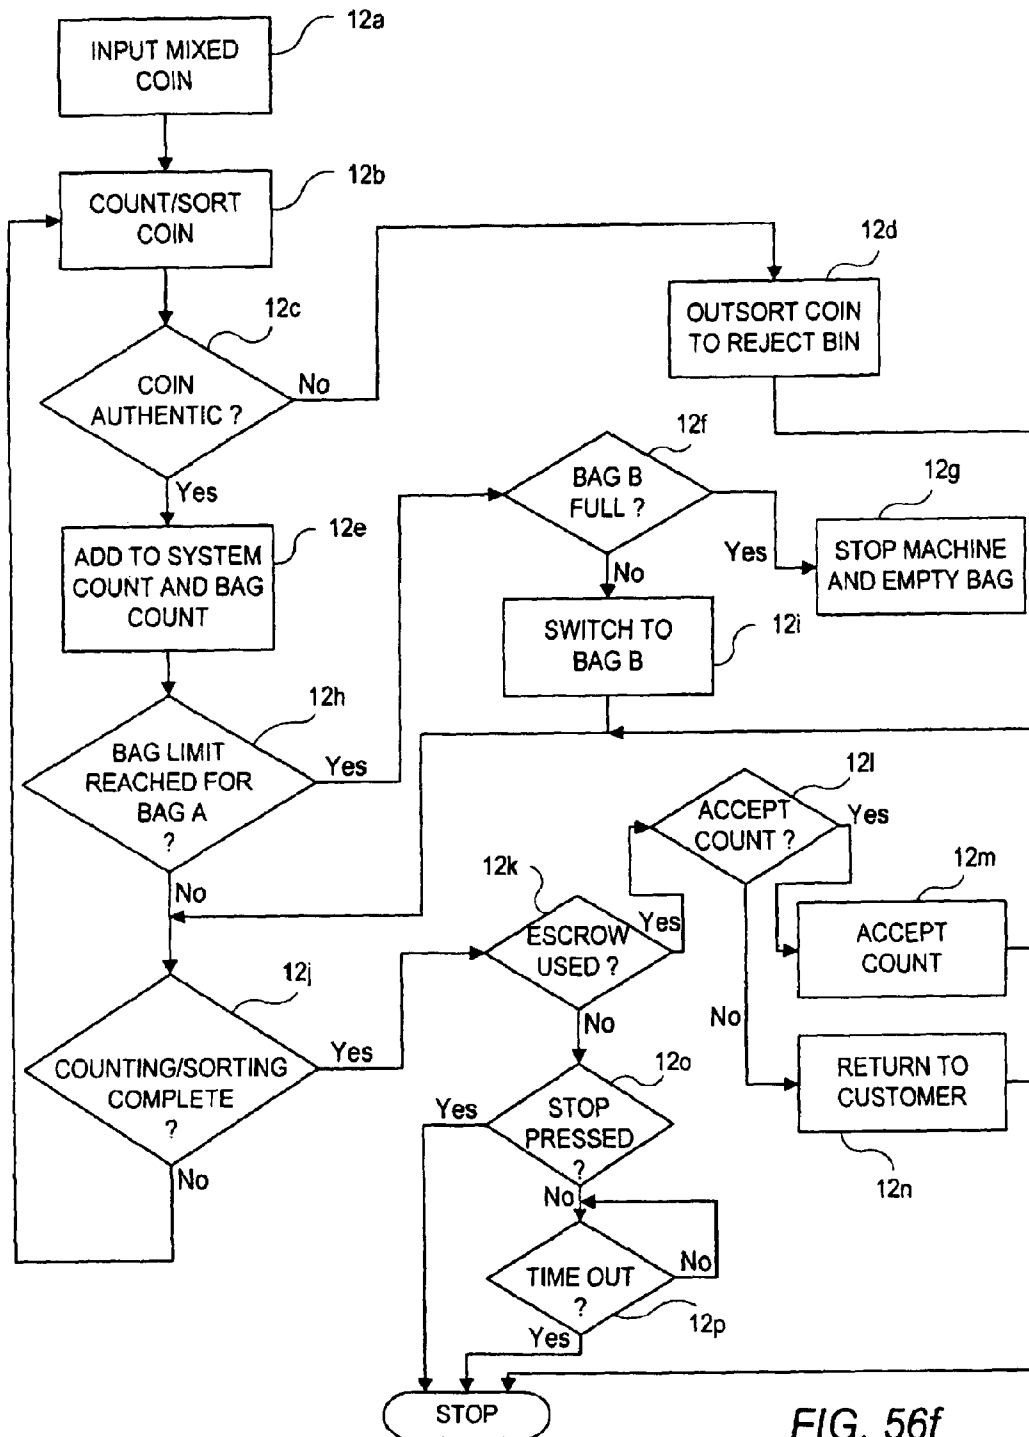 12a
INPUT MIXED
COIN
12b
COUNT/SORT
COIN
12c
COIN
AUTHENTIC ?
No
Yes
12d
OUTSORT COIN
TO REJECT BIN
12e
ADD TO SYSTEM
COUNT AND BAG
COUNT
12f
BAG B
FULL ?
Yes
No
12g
STOP MACHINE
AND EMPTY BAG
12i
SWITCH TO
BAG B
12h
BAG LIMIT
REACHED FOR
BAG A
?
Yes
No
12l
ACCEPT
COUNT ?
Yes
No
12k
ESCROW
USED ?
Yes
No
12m
ACCEPT
COUNT
12j
COUNTING/SORTING
COMPLETE
?
Yes
No
RETURN TO
CUSTOMER
12n
12o
STOP
PRESSED
?
Yes
No
TIME OUT
?
No
12p
Yes
STOP
FIG. 56f